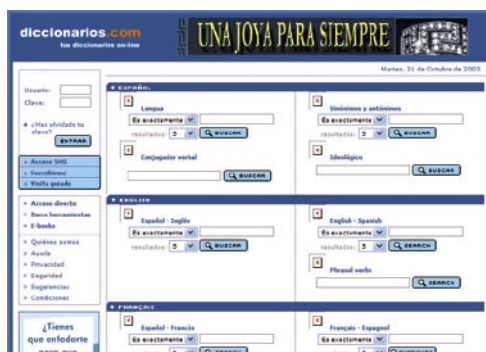 diccionarios.com
tus diccionarios on-line
UNA JOYA PARA SIEMPRE
Martes, 21 de Octubre de 2003
Usuario:
Clave:
¿Has olvidado tu clave?
ENTRAR
Acceso SMS
Suscribirse
Visita guiada
Acceso directo
Barra herramientas
E-books
Quiénes somos
Ayuda
Privacidad
Seguridad
Sugerencias
Condiciones
¿Tienes
que enfadarte
para que
ESPAÑOL
Lengua
Es exactamente
resultados: 5 BUSCAR
Sinónimos y antónimos
Es exactamente
resultados: 5 BUSCAR
Conjugador verbal
BUSCAR
Ideológico
BUSCAR
ENGLISH
Español - Inglés
Es exactamente
resultados: 5 BUSCAR
English - Spanish
Es exactamente
resultados: 5 SEARCH
Phrasal verbs
SEARCH
FRANÇAIS
Español - Francés
Es exactamente
Français - Espagnol
Es exactamente